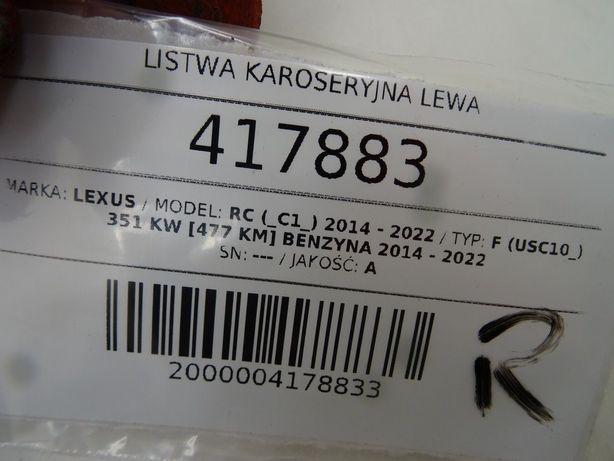 LISTWA KAROSERYJNA LEWA
417883
MARKA: LEXUS / MODEL: RC (_C1_) 2014 - 2022 / TYP: F (USC10_)
351 KW [477 KM] BENZYNA 2014 - 2022
SN: --- / JAKOŚĆ: A
2000004178833
R